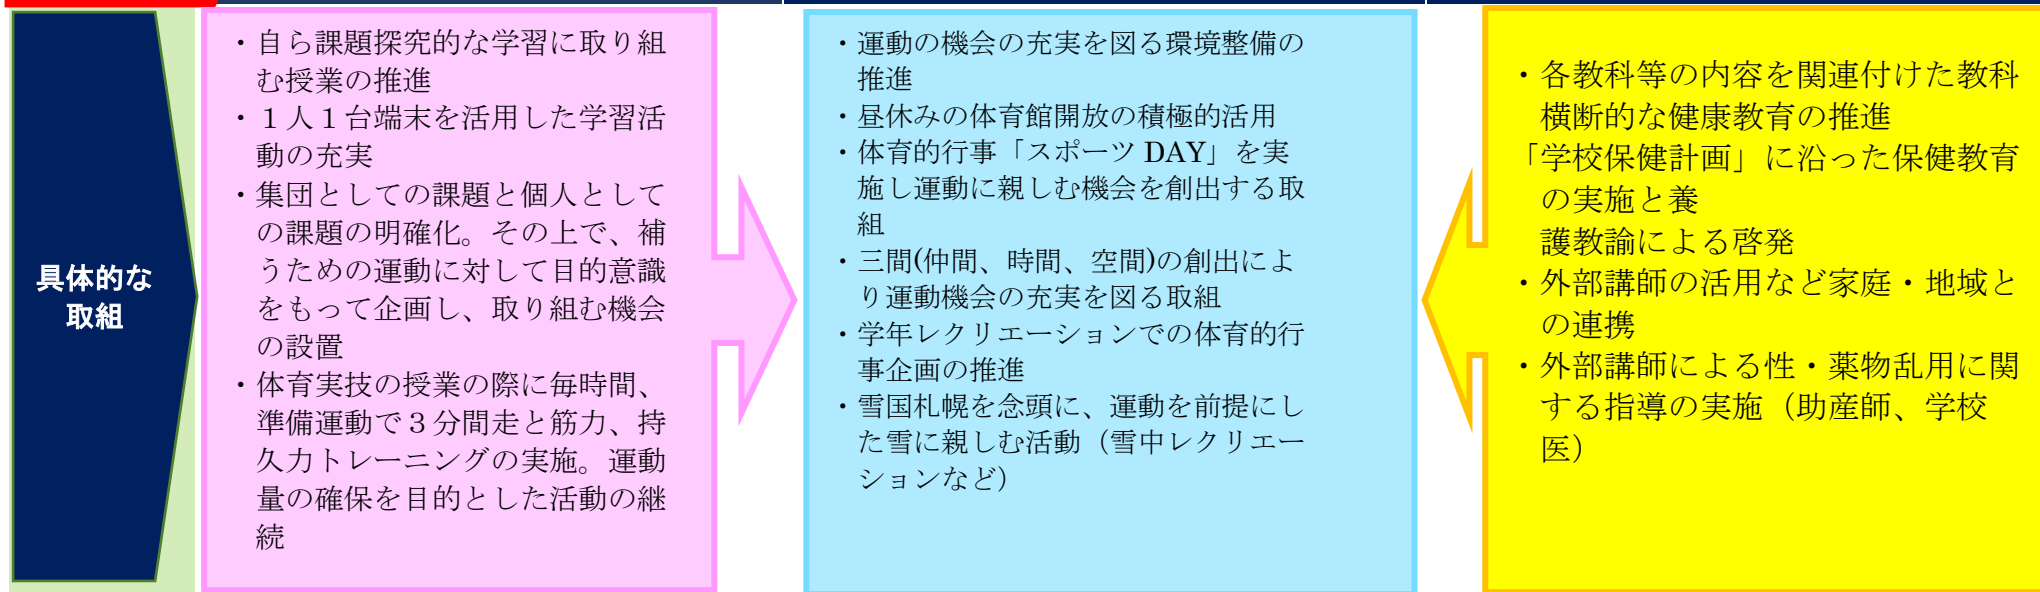 具体的な
取組
・自ら課題探究的な学習に取り組
む授業の推進
・１人１台端末を活用した学習活
動の充実
・集団としての課題と個人として
の課題の明確化。その上で、補
うための運動に対して目的意識
をもって企画し、取り組む機会
の設置
・体育実技の授業の際に毎時間、
準備運動で３分間走と筋力、持
久力トレーニングの実施。運動
量の確保を目的とした活動の継
続
・運動の機会の充実を図る環境整備の
推進
・昼休みの体育館開放の積極的活用
・体育的行事「スポーツ DAY」を実
施し運動に親しむ機会を創出する取
組
・三間(仲間、時間、空間)の創出によ
り運動機会の充実を図る取組
・学年レクリエーションでの体育的行
事企画の推進
・雪国札幌を念頭に、運動を前提にし
た雪に親しむ活動（雪中レクリエー
ションなど）
・各教科等の内容を関連付けた教科
横断的な健康教育の推進
「学校保健計画」に沿った保健教育
の実施と養
護教諭による啓発
・外部講師の活用など家庭・地域と
の連携
・外部講師による性・薬物乱用に関
する指導の実施（助産師、学校
医）